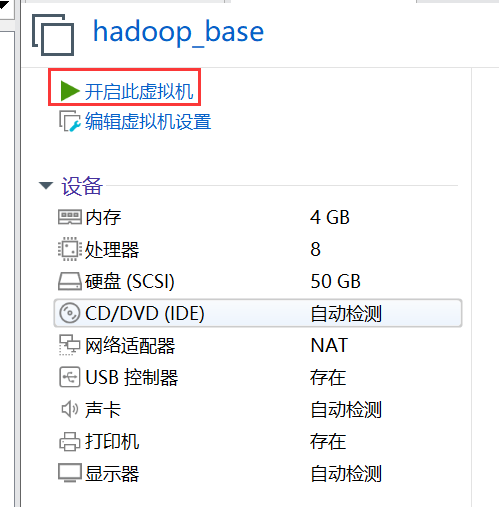 hadoop_base
开启此虚拟机
编辑虚拟机设置
设备
内存 4 GB
处理器 8
硬盘 (SCSI) 50 GB
CD/DVD (IDE) 自动检测
网络适配器 NAT
USB 控制器 存在
声卡 自动检测
打印机 存在
显示器 自动检测